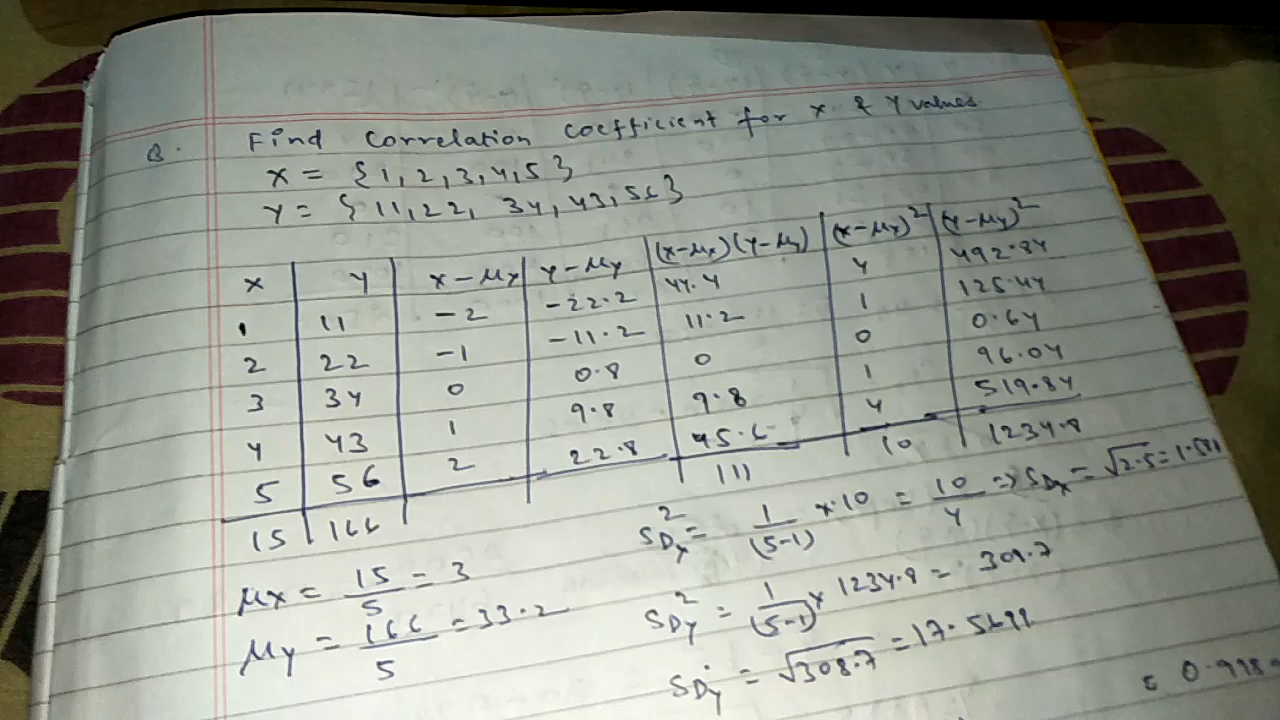 Q. Find Correlation coefficient for x & Y values
x = {1, 2, 3, 4, 5}
Y = {11, 22, 34, 43, 56}
x | Y | x-μx | Y-μy | (x-μx)(Y-μy) | (x-μx)² | (Y-μy)²
1 | 11 | -2 | -22.2 | 44.4 | 4 | 492.84
2 | 22 | -1 | -11.2 | 11.2 | 1 | 125.44
3 | 34 | 0 | 0.8 | 0 | 0 | 0.64
4 | 43 | 1 | 9.8 | 9.8 | 1 | 96.04
5 | 56 | 2 | 22.8 | 45.6 | 4 | 519.84
15 | 166 | 111 | 10 | 1234.8
μx = 15/5 = 3
μy = 166/5 = 33.2
SDx² = 1/(5-1) × 10 = 10/4 => SDx = √2.5 = 1.581
SDy² = 1/(5-1) × 1234.8 = 308.7
SDy = √308.7 = 17.5699
= 0.998